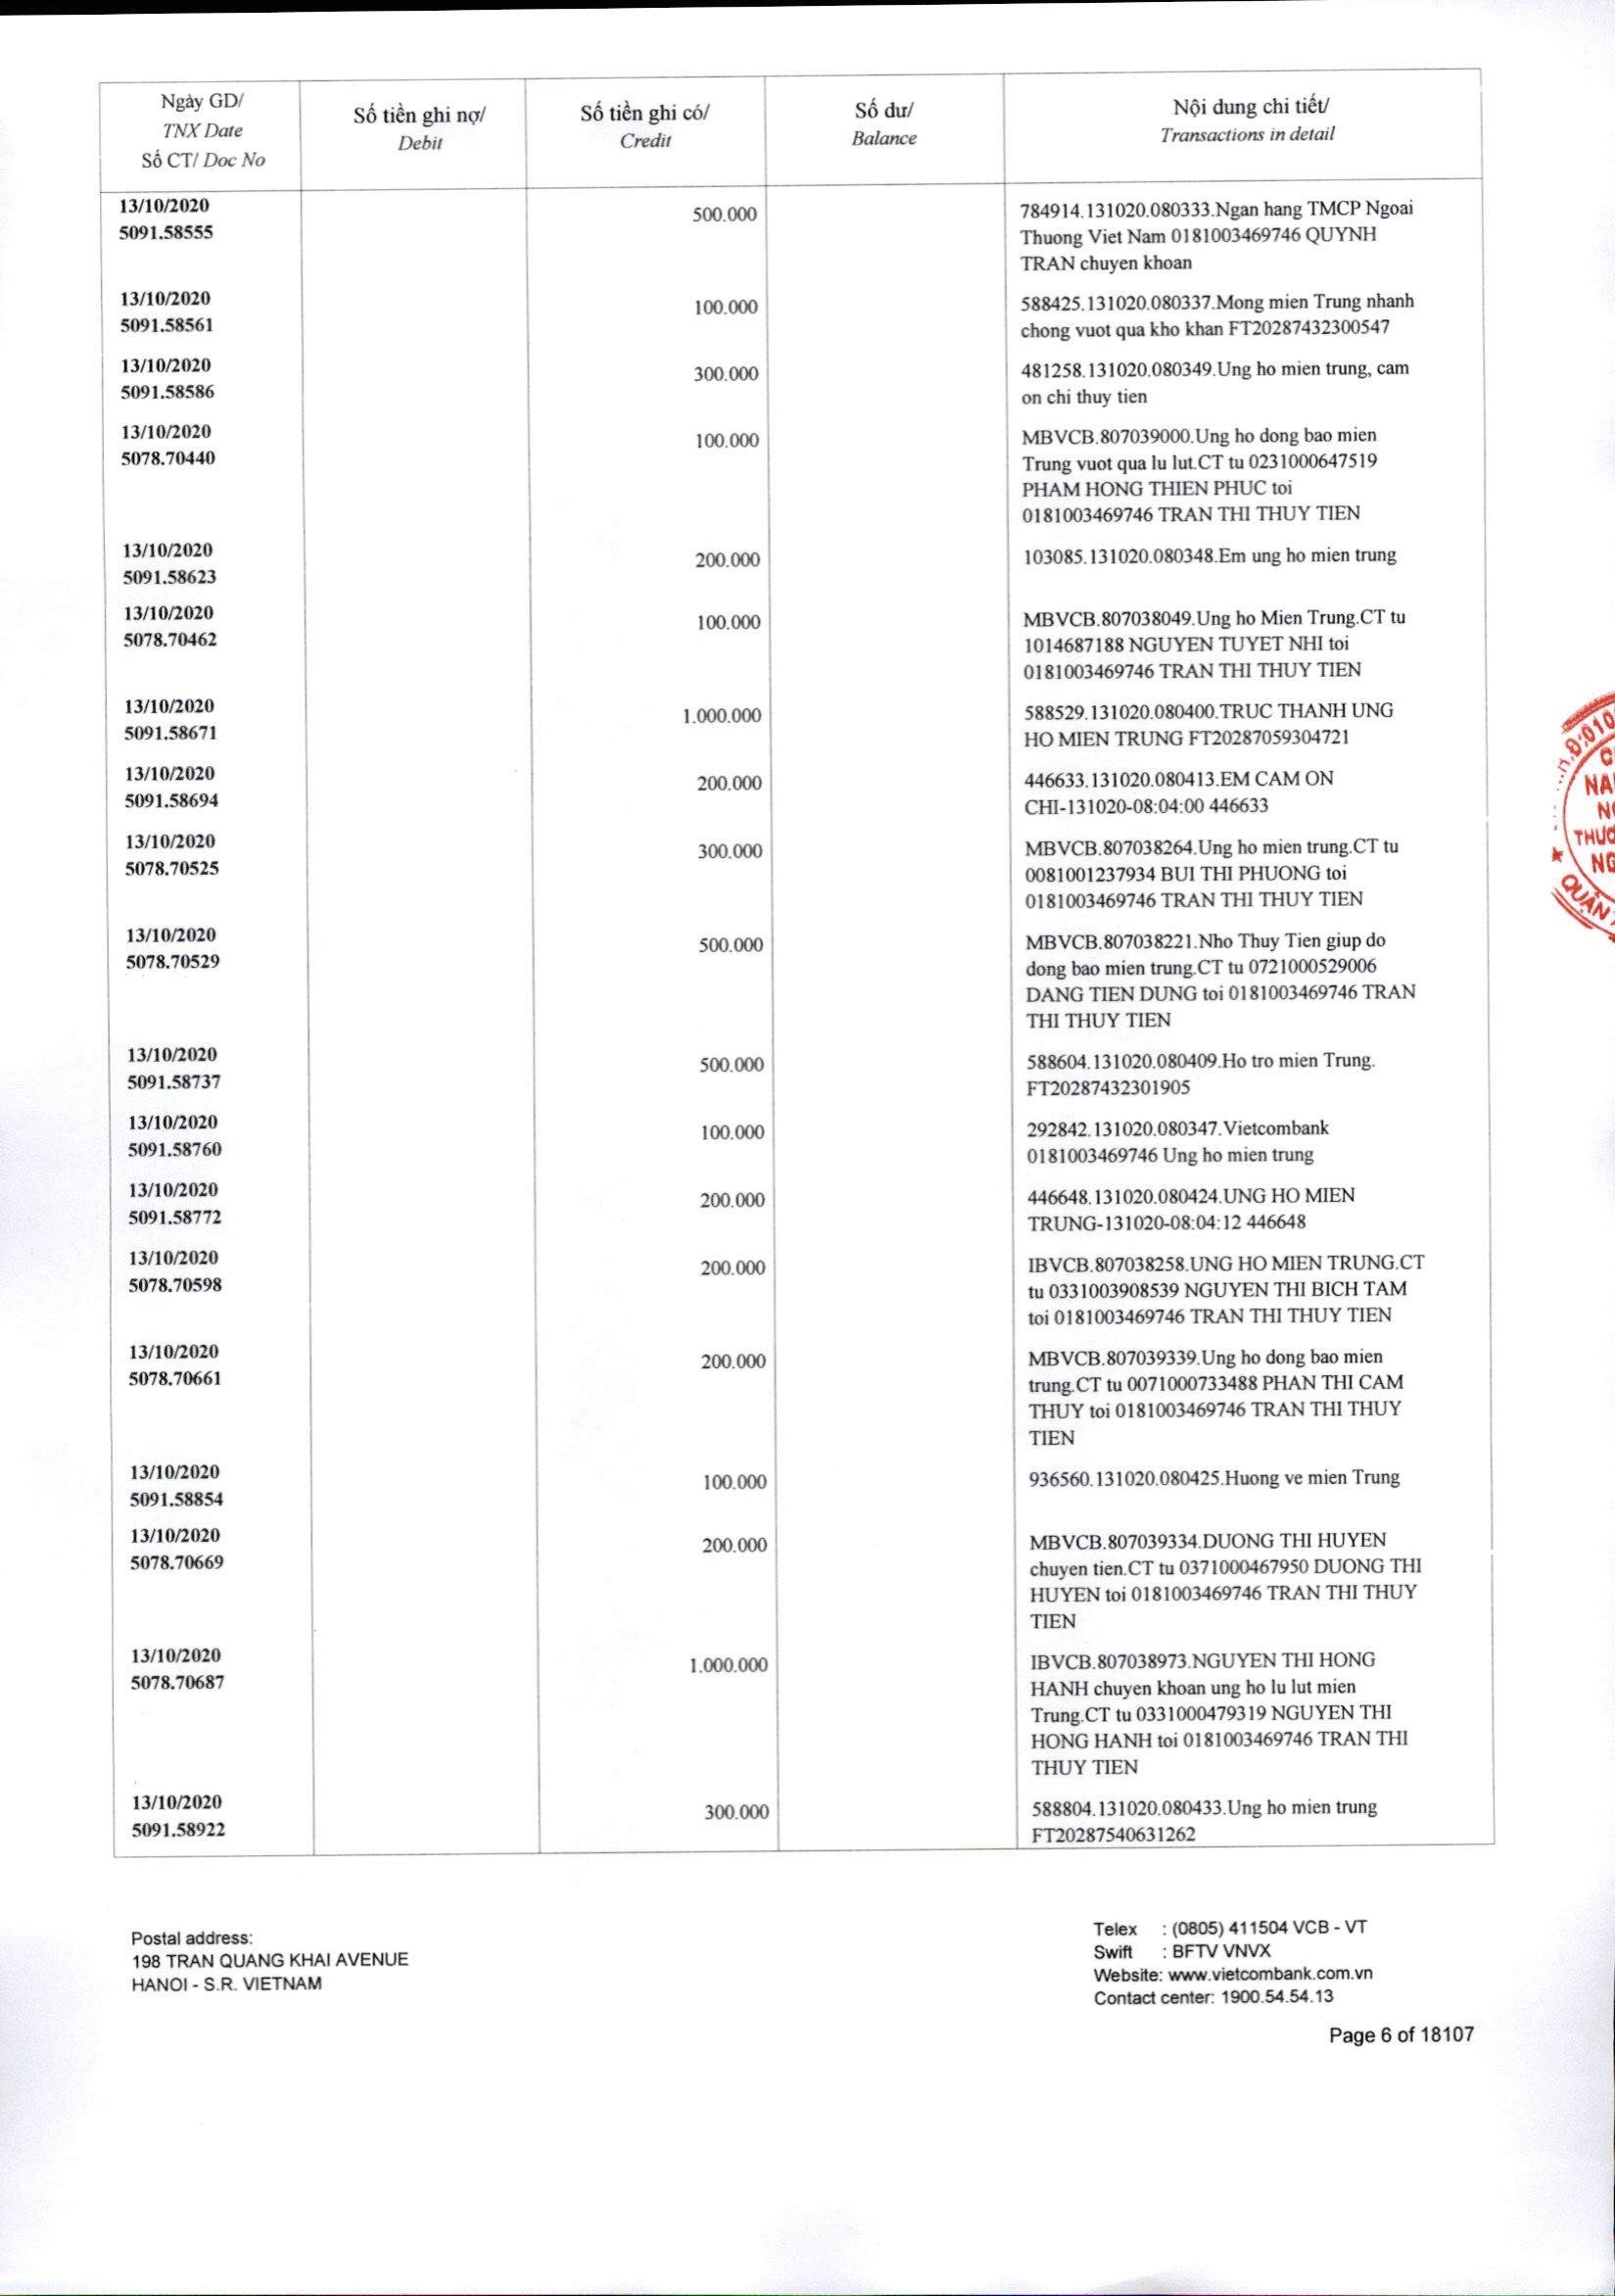 Ngày GD/
TNX Date
Số CT/ Doc No
Số tiền ghi nợ/
Debit
Số tiền ghi có/
Credit
Số dư/
Balance
Nội dung chi tiết/
Transactions in detail
13/10/2020
5091.58555
500.000
784914.131020.080333.Ngan hang TMCP Ngoai
Thuong Viet Nam 0181003469746 QUYNH
TRAN chuyen khoan
13/10/2020
5091.58561
100.000
588425.131020.080337.Mong mien Trung nhanh
chong vuot qua kho khan FT20287432300547
13/10/2020
5091.58586
300.000
481258.131020.080349.Ung ho mien trung, cam
on chi thuy tien
13/10/2020
5078.70440
100.000
MBVCB.807039000.Ung ho dong bao mien
Trung vuot qua lu lut.CT tu 0231000647519
PHAM HONG THIEN PHUC toi
0181003469746 TRAN THI THUY TIEN
13/10/2020
5091.58623
200.000
103085.131020.080348.Em ung ho mien trung
13/10/2020
5078.70462
100.000
MBVCB.807038049.Ung ho Mien Trung.CT tu
1014687188 NGUYEN TUYET NHI toi
0181003469746 TRAN THI THUY TIEN
13/10/2020
5091.58671
1.000.000
588529.131020.080400.TRUC THANH UNG
HO MIEN TRUNG FT20287059304721
13/10/2020
5091.58694
200.000
446633.131020.080413.EM CAM ON
CHI-131020-08:04:00 446633
13/10/2020
5078.70525
300.000
MBVCB.807038264.Ung ho mien trung.CT tu
0081001237934 BUI THI PHUONG toi
0181003469746 TRAN THI THUY TIEN
13/10/2020
5078.70529
500.000
MBVCB.807038221.Nho Thuy Tien giup do
dong bao mien trung.CT tu 0721000529006
DANG TIEN DUNG toi 0181003469746 TRAN
THI THUY TIEN
13/10/2020
5091.58737
500.000
588604.131020.080409.Ho tro mien Trung.
FT20287432301905
13/10/2020
5091.58760
100.000
292842.131020.080347.Vietcombank
0181003469746 Ung ho mien trung
13/10/2020
5091.58772
200.000
446648.131020.080424.UNG HO MIEN
TRUNG-131020-08:04:12 446648
13/10/2020
5078.70598
200.000
IBVCB.807038258.UNG HO MIEN TRUNG.CT
tu 0331003908539 NGUYEN THI BICH TAM
toi 0181003469746 TRAN THI THUY TIEN
13/10/2020
5078.70661
200.000
MBVCB.807039339.Ung ho dong bao mien
trung.CT tu 0071000733488 PHAN THI CAM
THUY toi 0181003469746 TRAN THI THUY
TIEN
13/10/2020
5091.58854
100.000
936560.131020.080425.Huong ve mien Trung
13/10/2020
5078.70669
200.000
MBVCB.807039334.DUONG THI HUYEN
chuyen tien.CT tu 0371000467950 DUONG THI
HUYEN toi 0181003469746 TRAN THI THUY
TIEN
13/10/2020
5078.70687
1.000.000
IBVCB.807038973.NGUYEN THI HONG
HANH chuyen khoan ung ho lu lut mien
Trung.CT tu 0331000479319 NGUYEN THI
HONG HANH toi 0181003469746 TRAN THI
THUY TIEN
13/10/2020
5091.58922
300.000
588804.131020.080433.Ung ho mien trung
FT20287540631262
Postal address:
198 TRAN QUANG KHAI AVENUE
HANOI - S.R. VIETNAM
Telex : (0805) 411504 VCB - VT
Swift : BFTV VNVX
Website: www.vietcombank.com.vn
Contact center: 1900.54.54.13
Page 6 of 18107
QUẬN